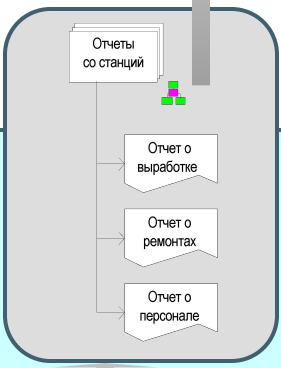 Отчеты
со станций
Отчет о
выработке
Отчет о
ремонтах
Отчет о
персонале